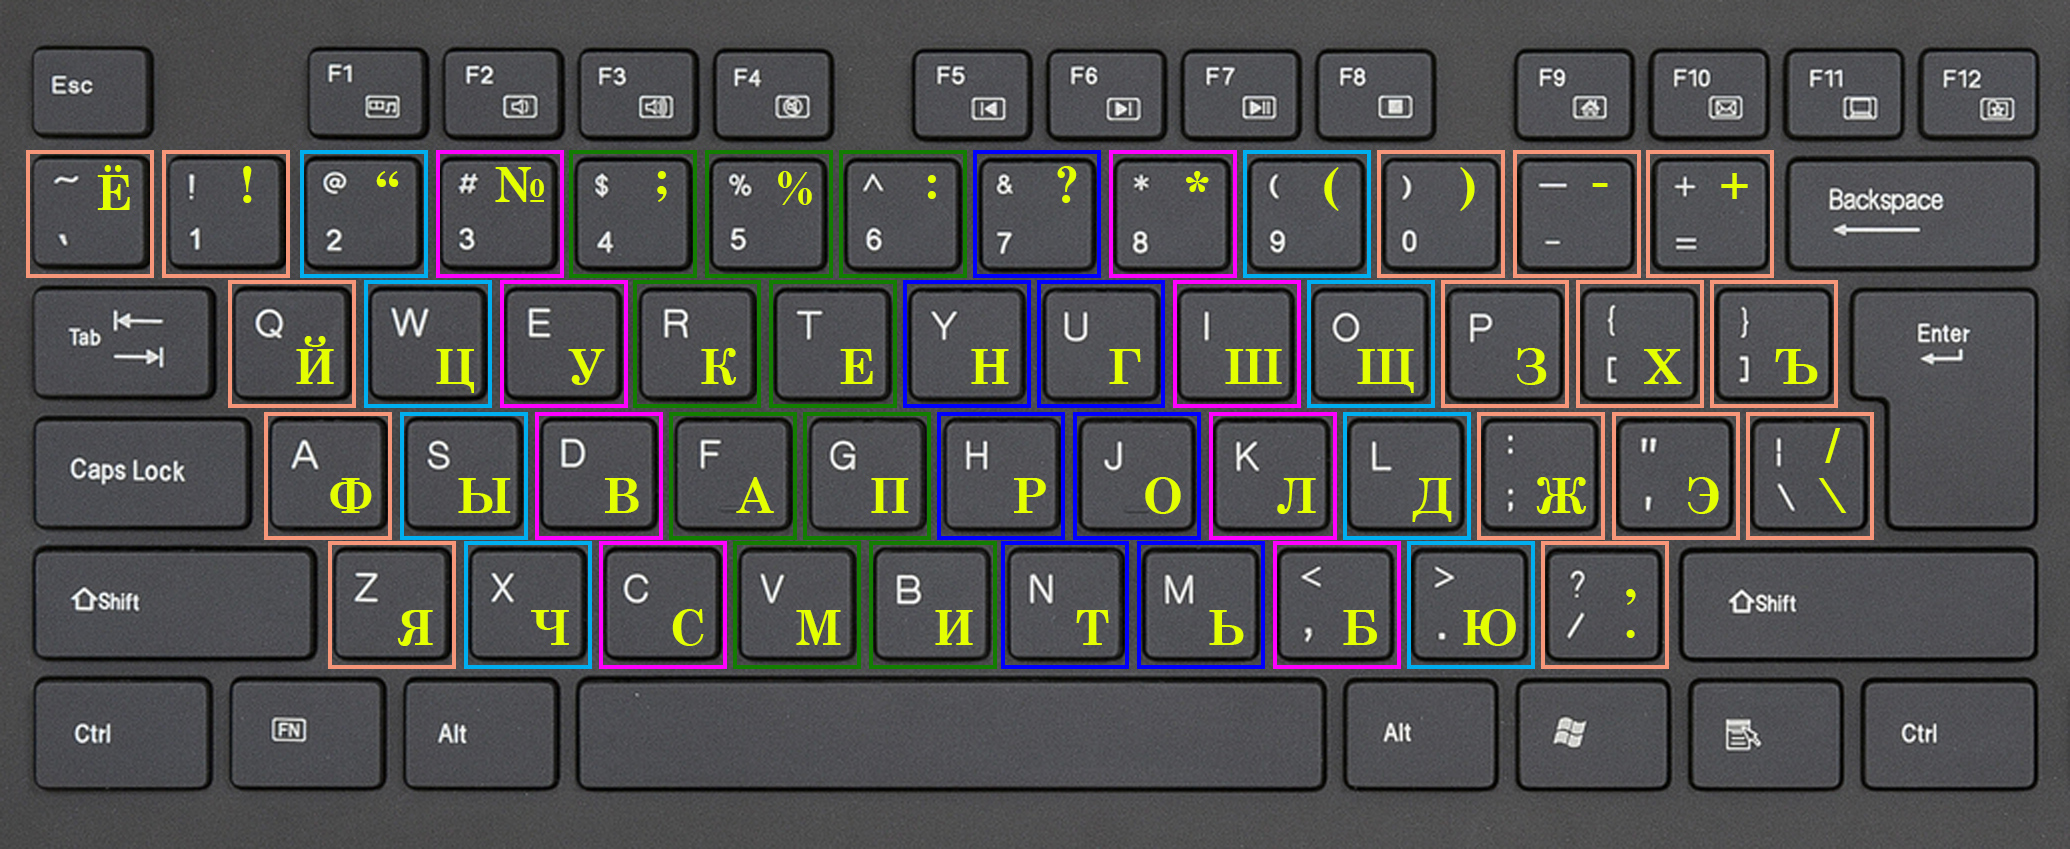 Esc F1 F2 F3 F4 F5 F6 F7 F8 F9 F10 F11 F12
~ Ё ! ! @ “ # № $ ; % % ^ : & ? * * ( ( ) ) — - + + Backspace
` 1 2 3 4 5 6 7 8 9 0 - =
Tab Q Й W Ц E У R К T Е Y Н U Г I Ш O Щ P З { [ Х } ] Ъ Enter
Caps Lock A Ф S Ы D В F А G П H Р J О K Л L Д : ; Ж " ' Э ¦ / \ \
Shift Z Я X Ч C С V М B И N Т M Ь < , Б > . Ю ? / , . Shift
Ctrl FN Alt Alt Ctrl